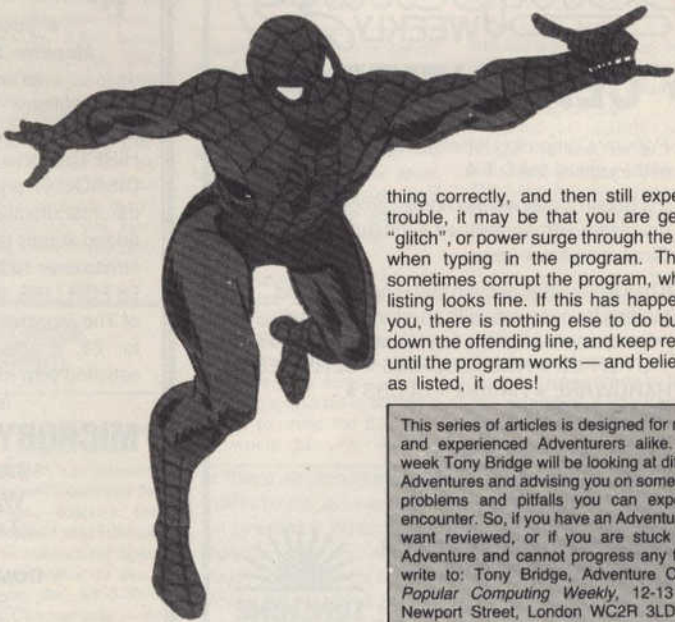 WEEKLY
thing correctly, and then still expe
trouble, it may be that you are ge
"glitch", or power surge through the
when typing in the program. Th
sometimes corrupt the program, wh
listing looks fine. If this has happe
you, there is nothing else to do bu
down the offending line, and keep re
until the program works — and believ
as listed, it does!
This series of articles is designed for n
and experienced Adventurers alike.
week Tony Bridge will be looking at dif
Adventures and advising you on some
problems and pitfalls you can expe
encounter. So, if you have an Adventu
want reviewed, or if you are stuck
Adventure and cannot progress any f
write to: Tony Bridge, Adventure C
Popular Computing Weekly, 12-13
Newport Street, London WC2R 3LD